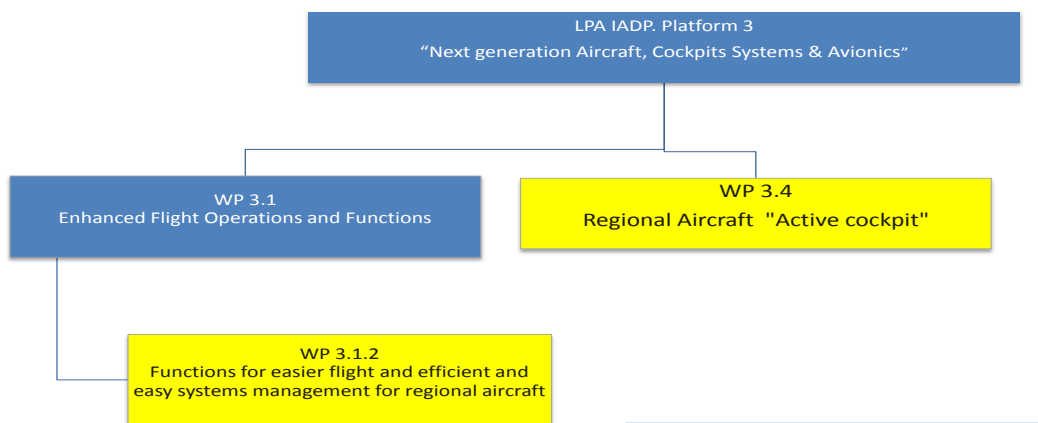 LPA IADP. Platform 3
“Next generation Aircraft, Cockpits Systems & Avionics”
WP 3.1
Enhanced Flight Operations and Functions
WP 3.4
Regional Aircraft "Active cockpit"
WP 3.1.2
Functions for easier flight and efficient and
easy systems management for regional aircraft